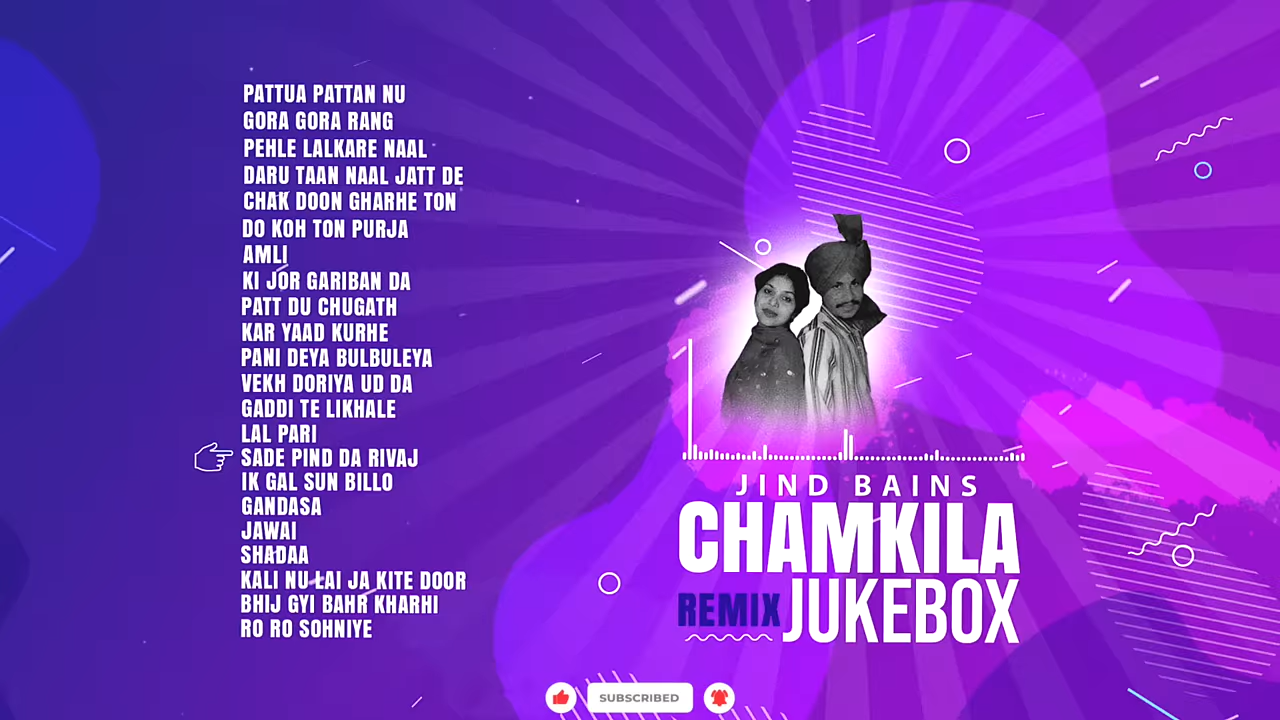 PATTUA PATTAN NU
GORA GORA RANG
PEHLE LALKARE NAAL
DARU TAAN NAAL JATT DE
CHAK DOON GHARHE TON
DO KOH TON PURJA
AMLI
KI JOR GARIBAN DA
PATT DU CHUGATH
KAR YAAD KURHE
PANI DEYA BULBULEYA
VEKH DORIYA UD DA
GADDI TE LIKHALE
LAL PARI
SADE PIND DA RIVAJ
IK GAL SUN BILLO
GANDASA
JAWAI
SHADAA
KALI NU LAI JA KITE DOOR
BHIJ GYI BAHR KHARHI
RO RO SOHNIYE
JIND BAINS
CHAMKILA
REMIX JUKEBOX
SUBSCRIBED